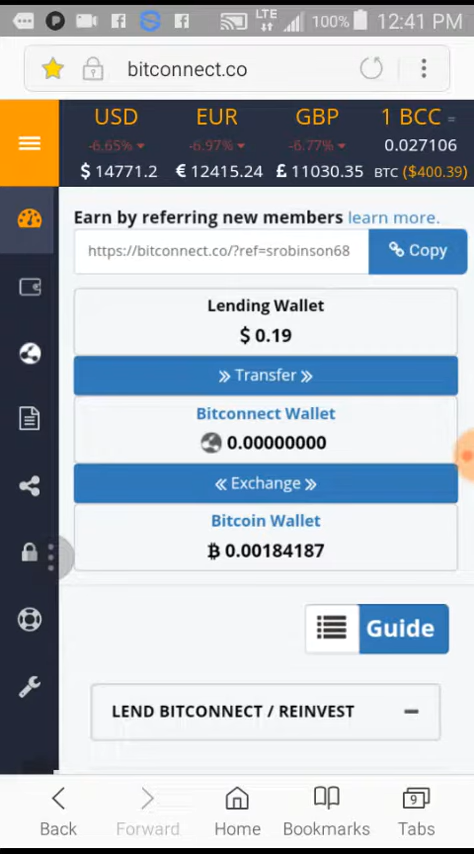 LTE 100% 12:41 PM
bitconnect.co
USD EUR GBP 1 BCC =
-6.65% -6.97% -6.77% 0.027106
$ 14771.2 € 12415.24 £ 11030.35 BTC ($400.39)
Earn by referring new members learn more.
https://bitconnect.co/?ref=srobinson68 Copy
Lending Wallet
$ 0.19
» Transfer »
Bitconnect Wallet
0.00000000
« Exchange »
Bitcoin Wallet
฿ 0.00184187
Guide
LEND BITCONNECT / REINVEST
9
Back Forward Home Bookmarks Tabs